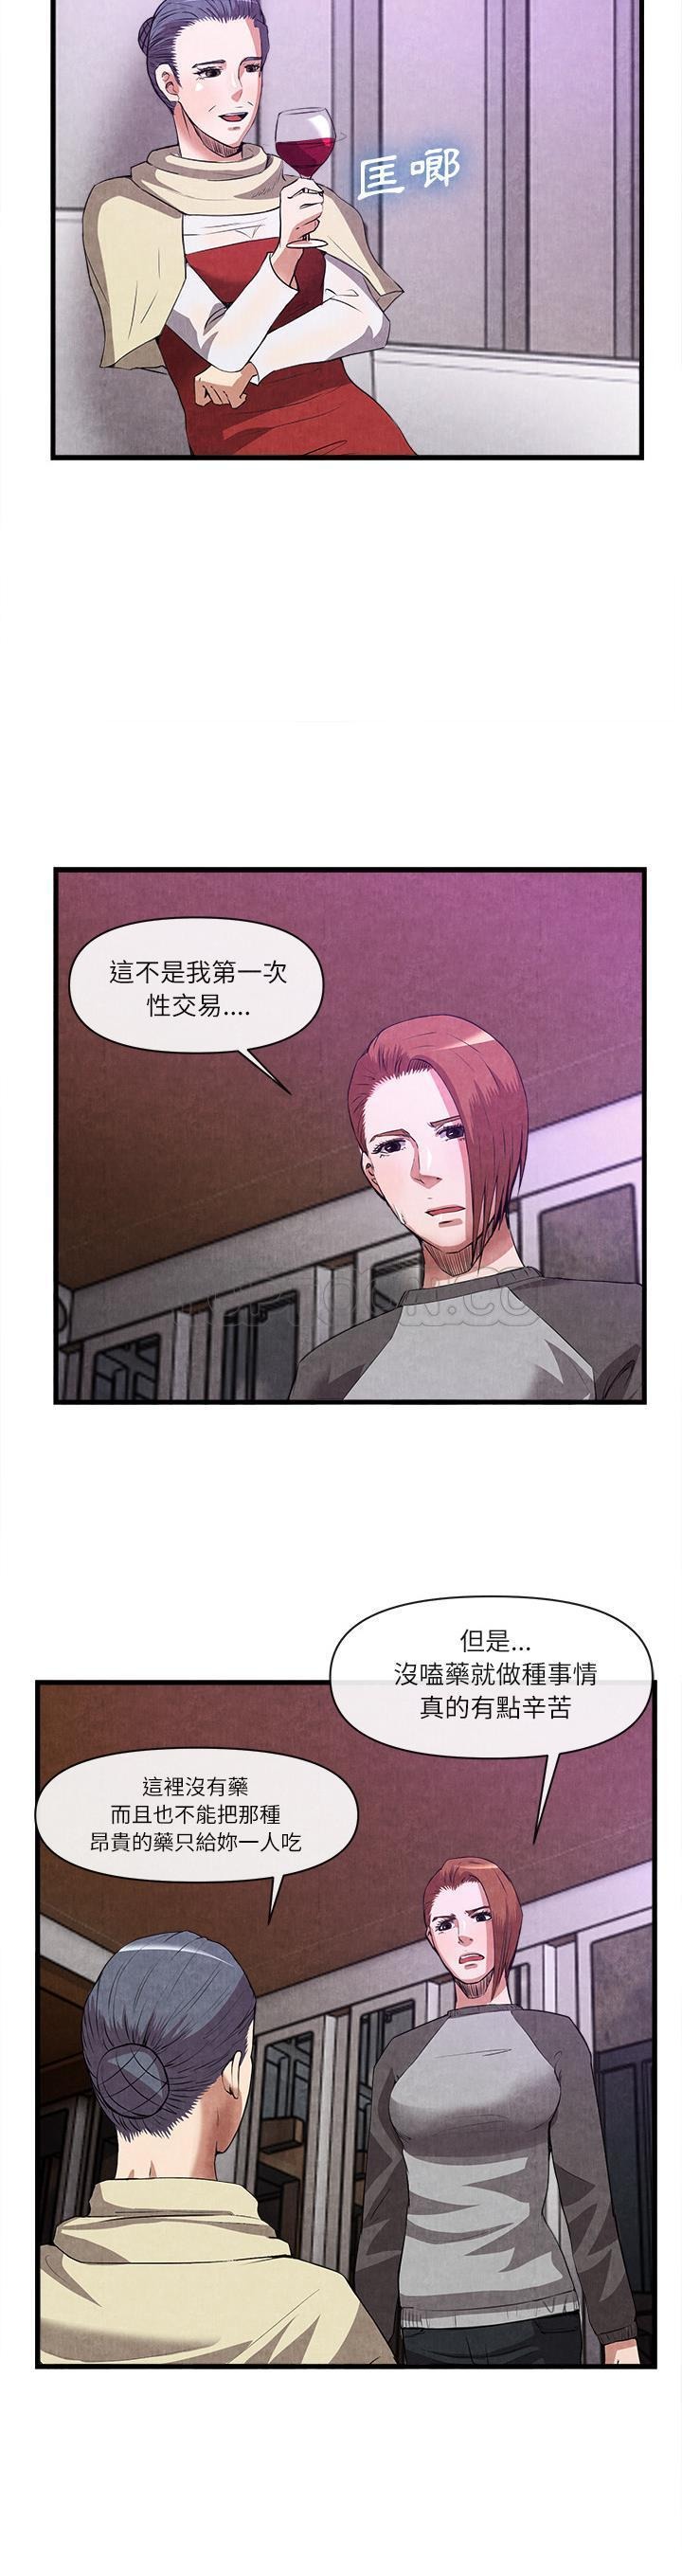 匡啷
這不是我第一次
性交易....
TOPTOON.CO
但是...
沒嗑藥就做種事情
真的有點辛苦
這裡沒有藥
而且也不能把那種
昂貴的藥只給妳一人吃